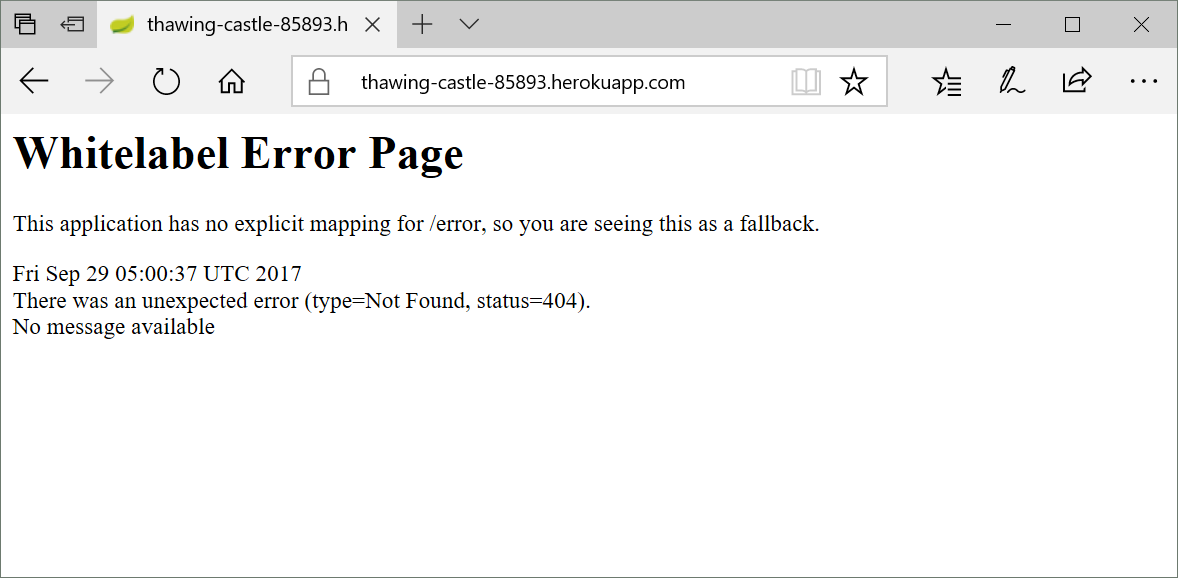 thawing-castle-85893.h
thawing-castle-85893.herokuapp.com
Whitelabel Error Page
This application has no explicit mapping for /error, so you are seeing this as a fallback.
Fri Sep 29 05:00:37 UTC 2017
There was an unexpected error (type=Not Found, status=404).
No message available